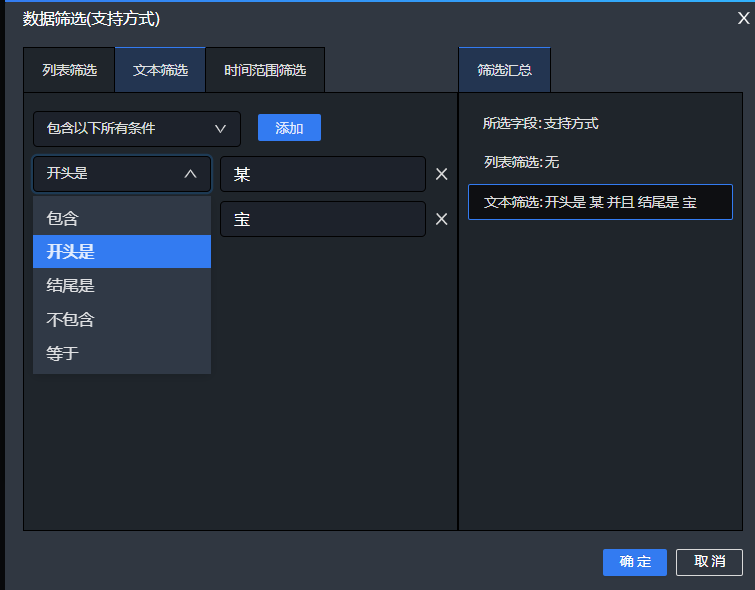 数据筛选(支持方式)
列表筛选 文本筛选 时间范围筛选 筛选汇总
包含以下所有条件 添加
开头是 某
宝
包含
开头是
结尾是
不包含
等于
所选字段:支持方式
列表筛选:无
文本筛选:开头是 某 并且 结尾是 宝
确定 取消